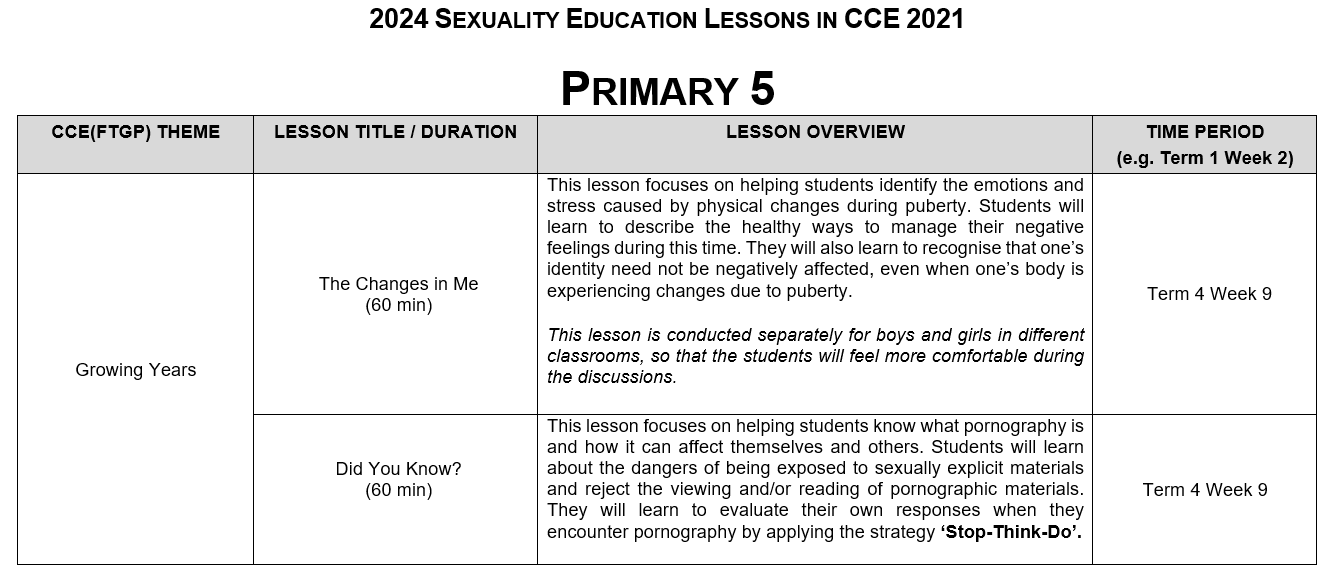 2024 SEXUALITY EDUCATION LESSONS IN CCE 2021
PRIMARY 5
CCE(FTGP) THEME
LESSON TITLE / DURATION
LESSON OVERVIEW
TIME PERIOD
(e.g. Term 1 Week 2)
Growing Years
The Changes in Me
(60 min)
This lesson focuses on helping students identify the emotions and
stress caused by physical changes during puberty. Students will
learn to describe the healthy ways to manage their negative
feelings during this time. They will also learn to recognise that one’s
identity need not be negatively affected, even when one’s body is
experiencing changes due to puberty.
This lesson is conducted separately for boys and girls in different
classrooms, so that the students will feel more comfortable during
the discussions.
Term 4 Week 9
Did You Know?
(60 min)
This lesson focuses on helping students know what pornography is
and how it can affect themselves and others. Students will learn
about the dangers of being exposed to sexually explicit materials
and reject the viewing and/or reading of pornographic materials.
They will learn to evaluate their own responses when they
encounter pornography by applying the strategy ‘Stop-Think-Do’.
Term 4 Week 9